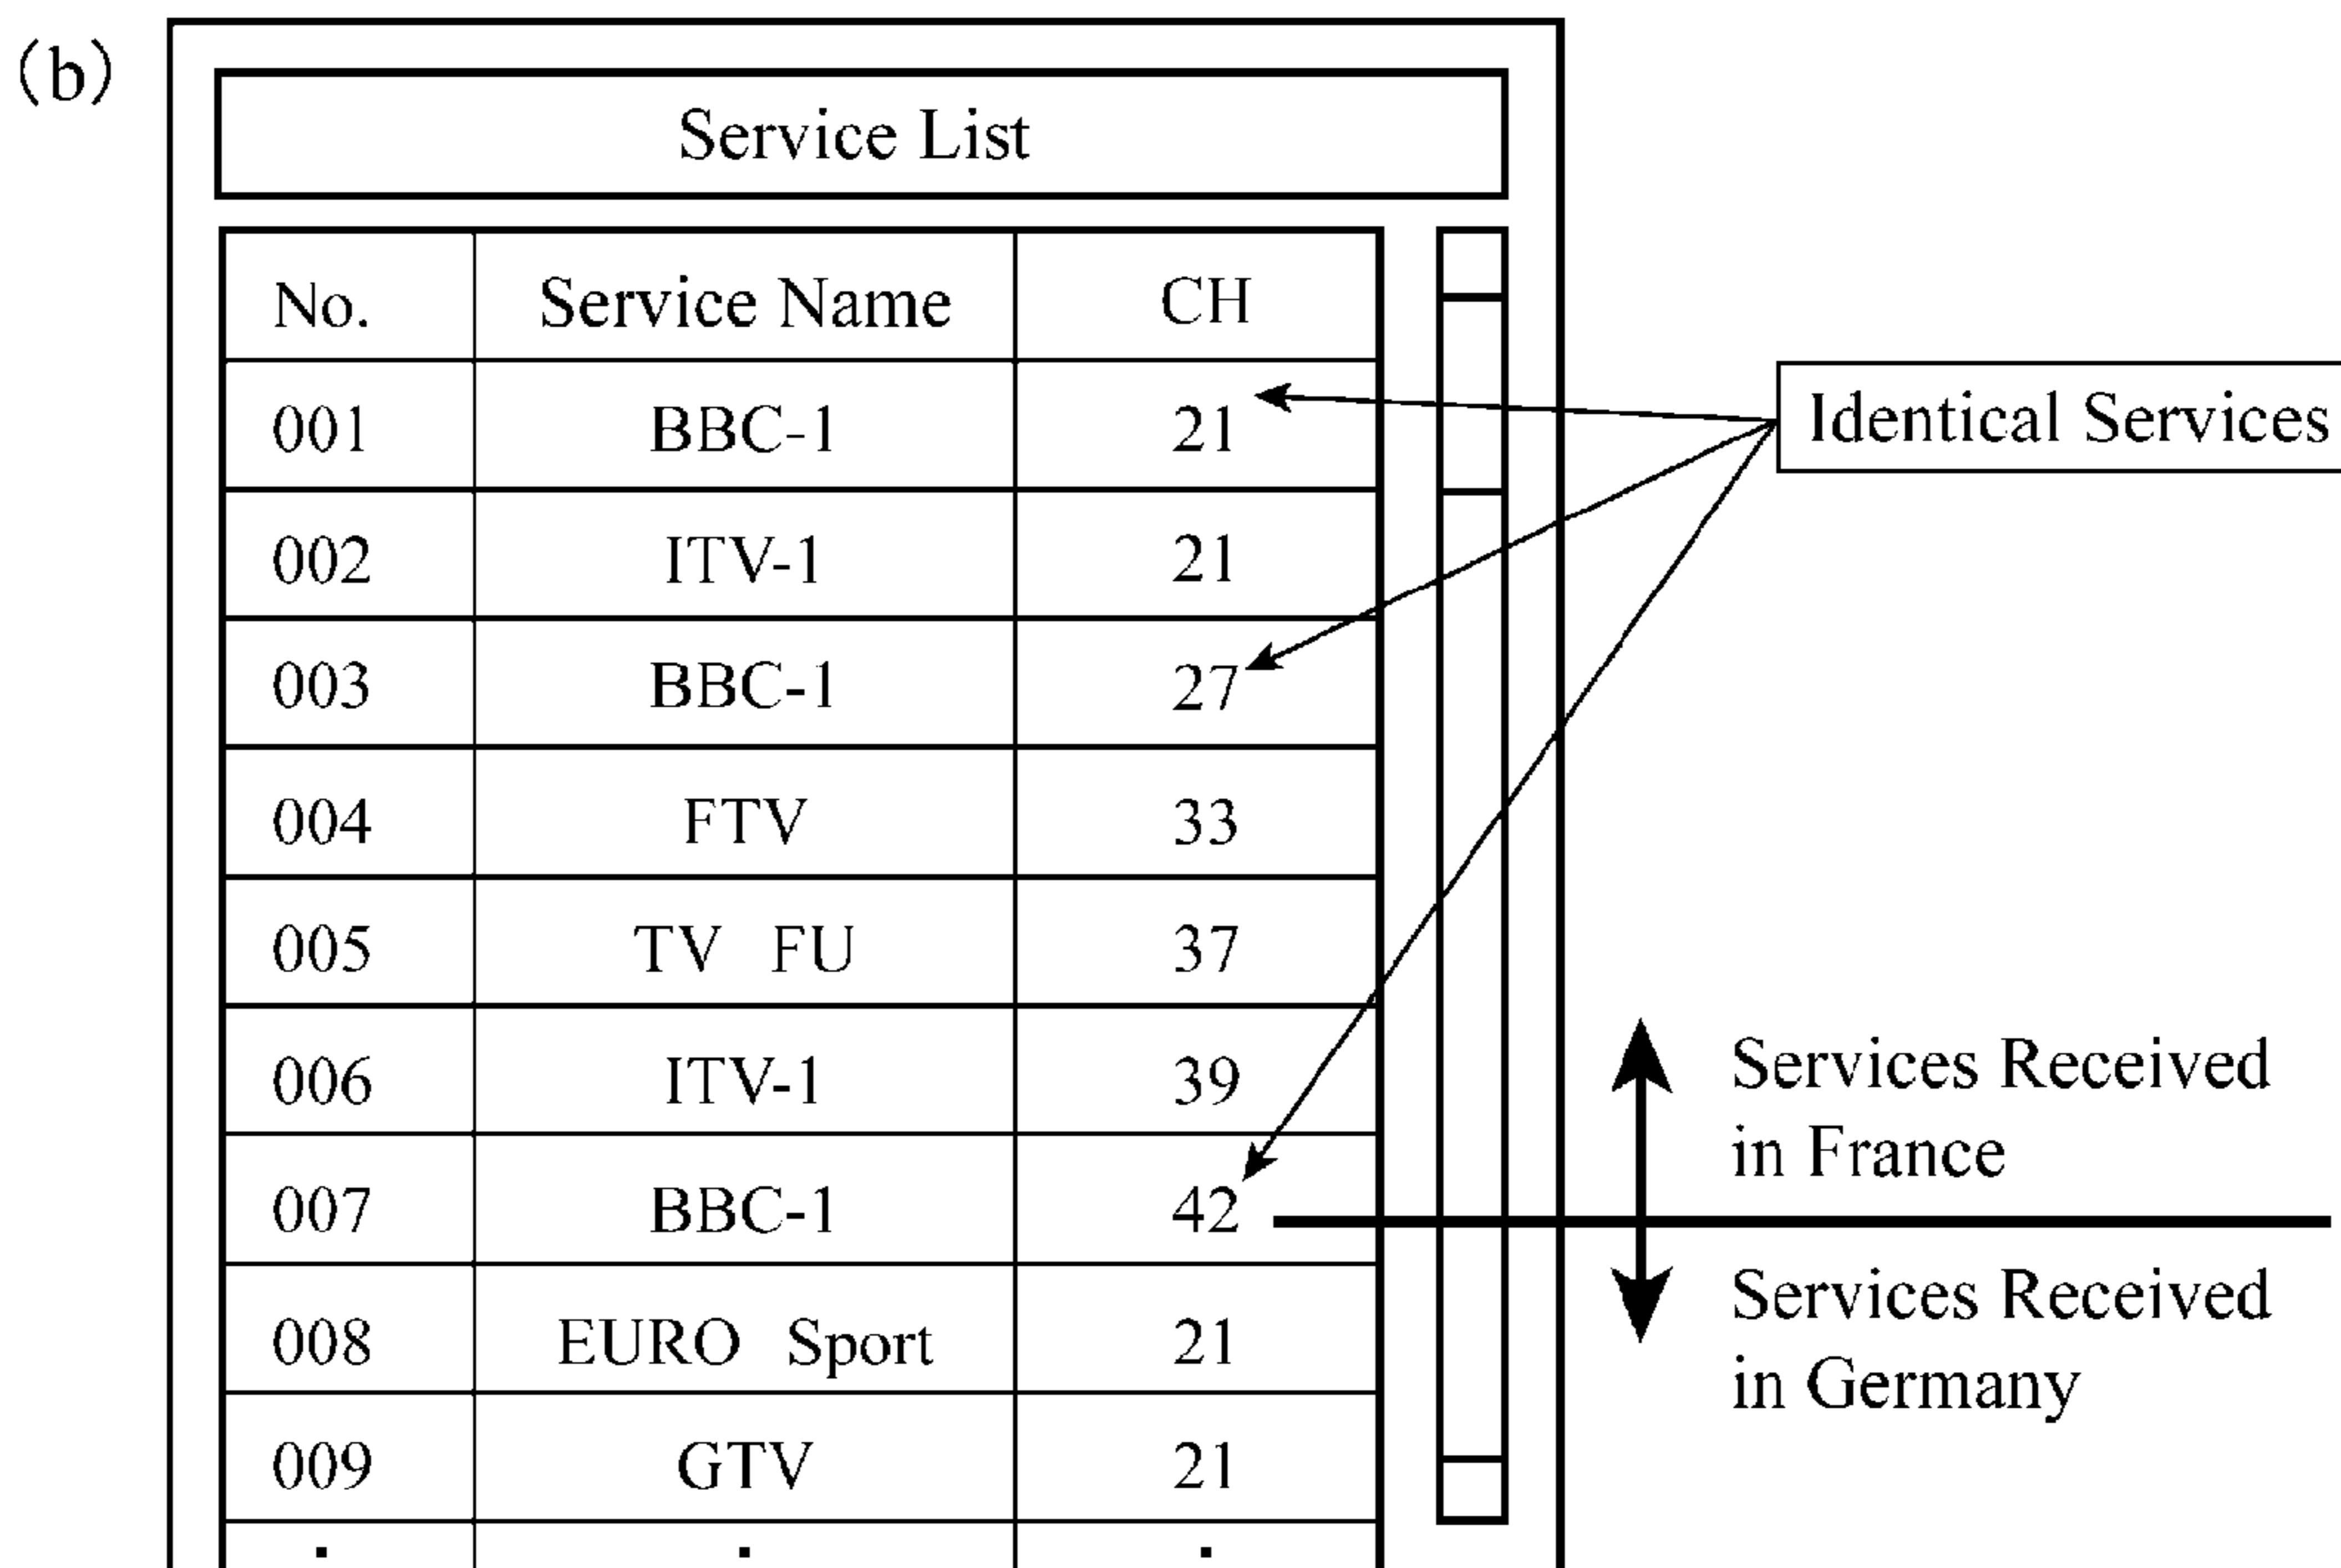 (b)
Service List
No. Service Name CH
001 BBC-1 21
002 ITV-1 21
003 BBC-1 27
004 FTV 33
005 TV FU 37
006 ITV-1 39
007 BBC-1 42
008 EURO Sport 21
009 GTV 21
Identical Services
Services Received
in France
Services Received
in Germany